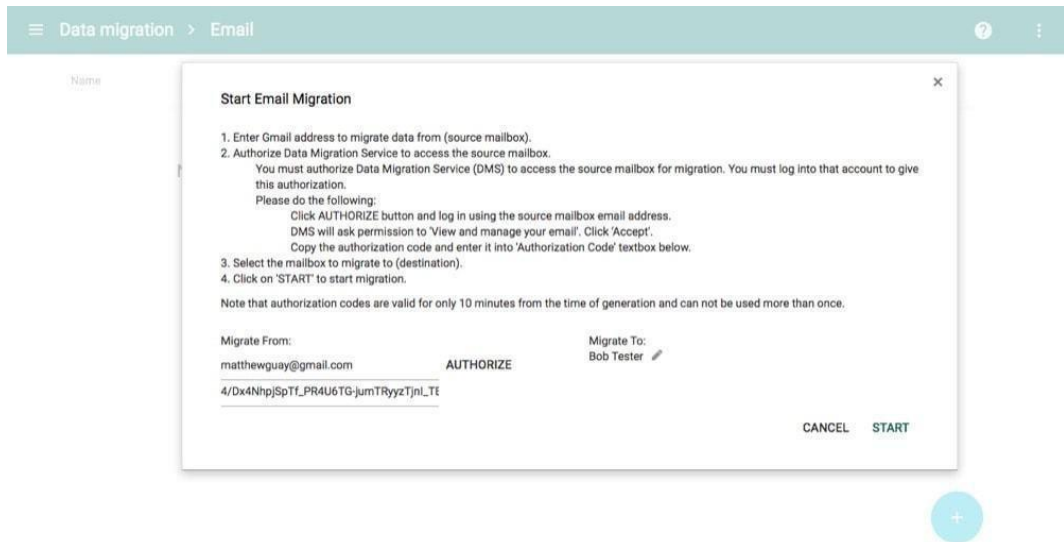 Data migration > Email
Name
Start Email Migration
1. Enter Gmail address to migrate data from (source mailbox).
2. Authorize Data Migration Service to access the source mailbox.
You must authorize Data Migration Service (DMS) to access the source mailbox for migration. You must log into that account to give
this authorization.
Please do the following:
Click AUTHORIZE button and log in using the source mailbox email address.
DMS will ask permission to 'View and manage your email'. Click 'Accept'.
Copy the authorization code and enter it into 'Authorization Code' textbox below.
3. Select the mailbox to migrate to (destination).
4. Click on 'START' to start migration.
Note that authorization codes are valid for only 10 minutes from the time of generation and can not be used more than once.
Migrate From:
matthewguay@gmail.com
AUTHORIZE
4/Dx4NhpjSpTf_PR4U6TG-jumTRyyzTjnI_TE
Migrate To:
Bob Tester
CANCEL START